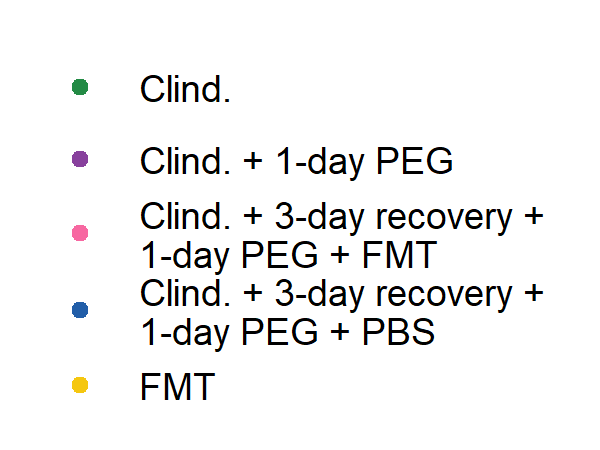 Clind.
Clind. + 1-day PEG
Clind. + 3-day recovery +
1-day PEG + FMT
Clind. + 3-day recovery +
1-day PEG + PBS
FMT